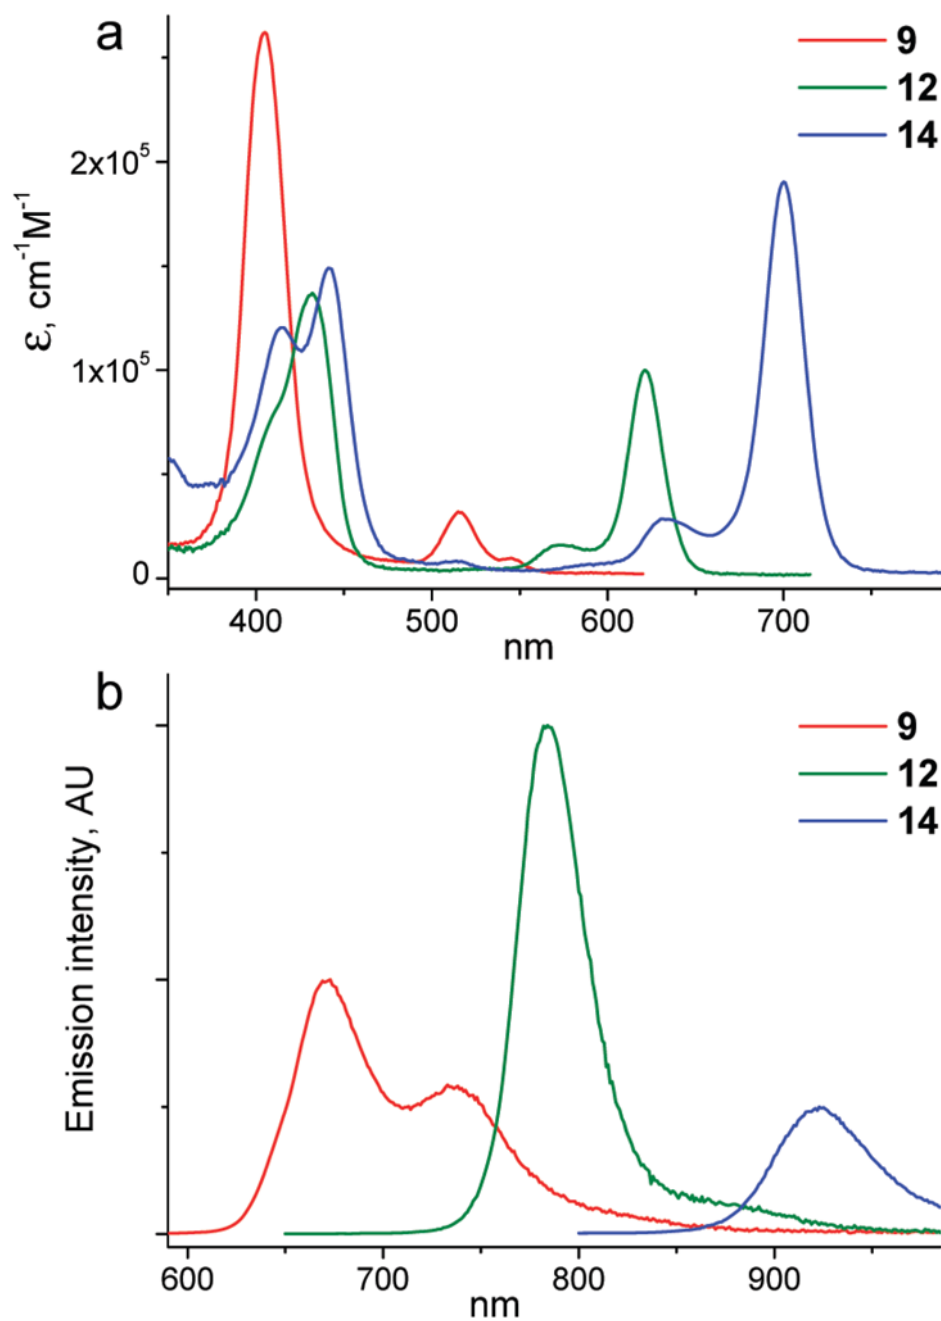 a
9
12
14
2x10⁵
1x10⁵
0
ε, cm⁻¹M⁻¹
400 500 600 700
nm
b
9
12
14
Emission intensity, AU
600 700 800 900
nm